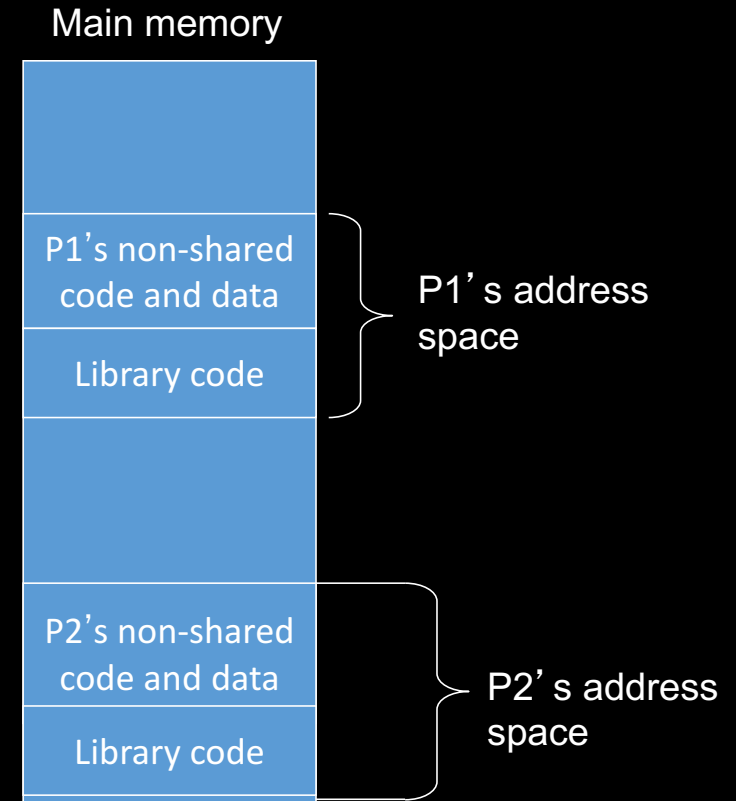 Main memory
P1’s non-shared
code and data
Library code
P1’s address
space
P2’s non-shared
code and data
Library code
P2’s address
space